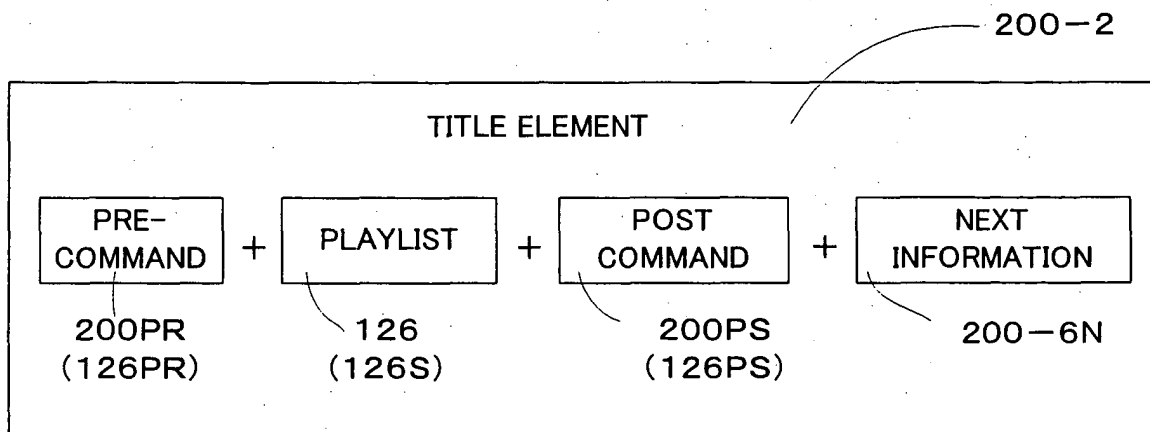 200-2
TITLE ELEMENT
PRE- + PLAYLIST + POST + NEXT
COMMAND COMMAND INFORMATION
200PR 126 200PS 200-6N
(126PR) (126S) (126PS)